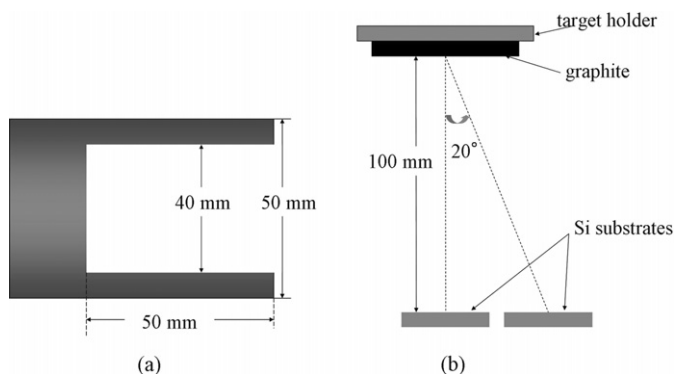 target holder
graphite
100 mm
20°
40 mm
50 mm
Si substrates
50 mm
(a)
(b)